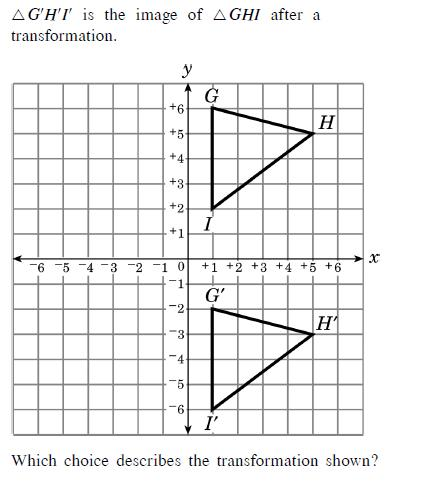 △G'H'I' is the image of △GHI after a
transformation.
y
G
+6
H
+5
+4
+3
+2
I
+1
x
-6 -5 -4 -3 -2 -1 0 +1 +2 +3 +4 +5 +6
-1
G'
-2
H'
-3
-4
-5
-6
I'
Which choice describes the transformation shown?